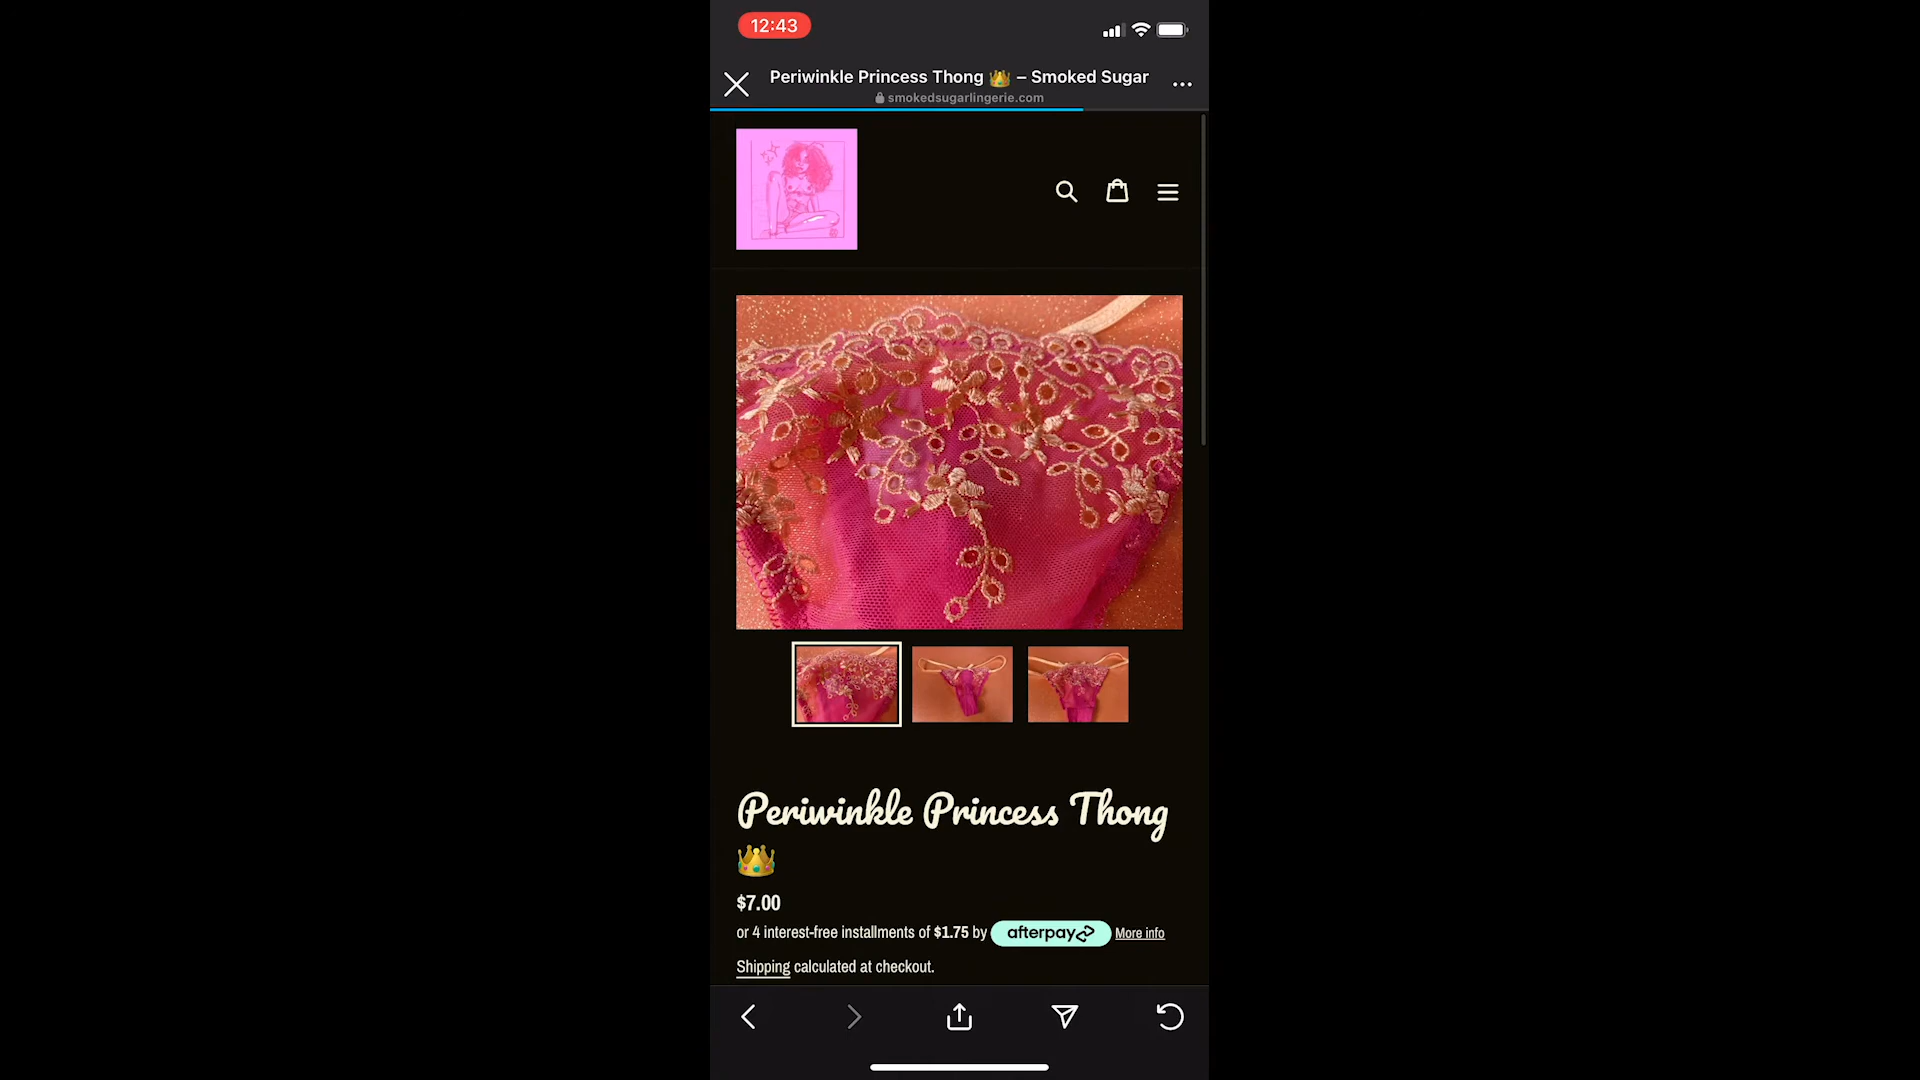 12:43
Periwinkle Princess Thong 👑 – Smoked Sugar
smokedsugarlingerie.com
Periwinkle Princess Thong
👑
$7.00
or 4 interest-free installments of $1.75 by afterpay More info
Shipping calculated at checkout.